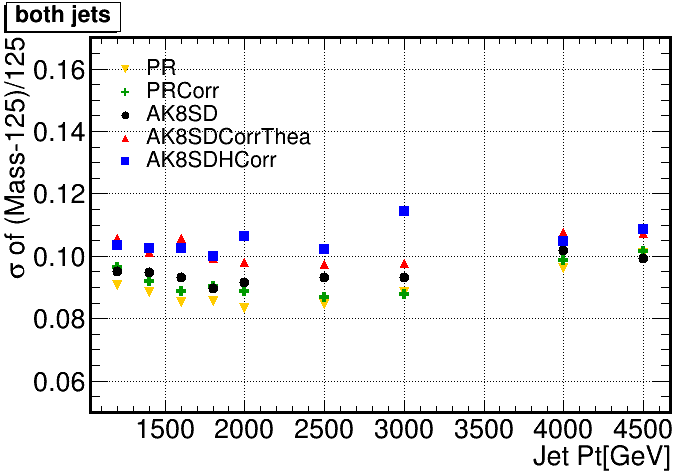 both jets
σ of (Mass-125)/125
0.16
0.14
0.12
0.10
0.08
0.06
PR
PRCorr
AK8SD
AK8SDCorrThea
AK8SDHCorr
1500 2000 2500 3000 3500 4000 4500
Jet Pt[GeV]